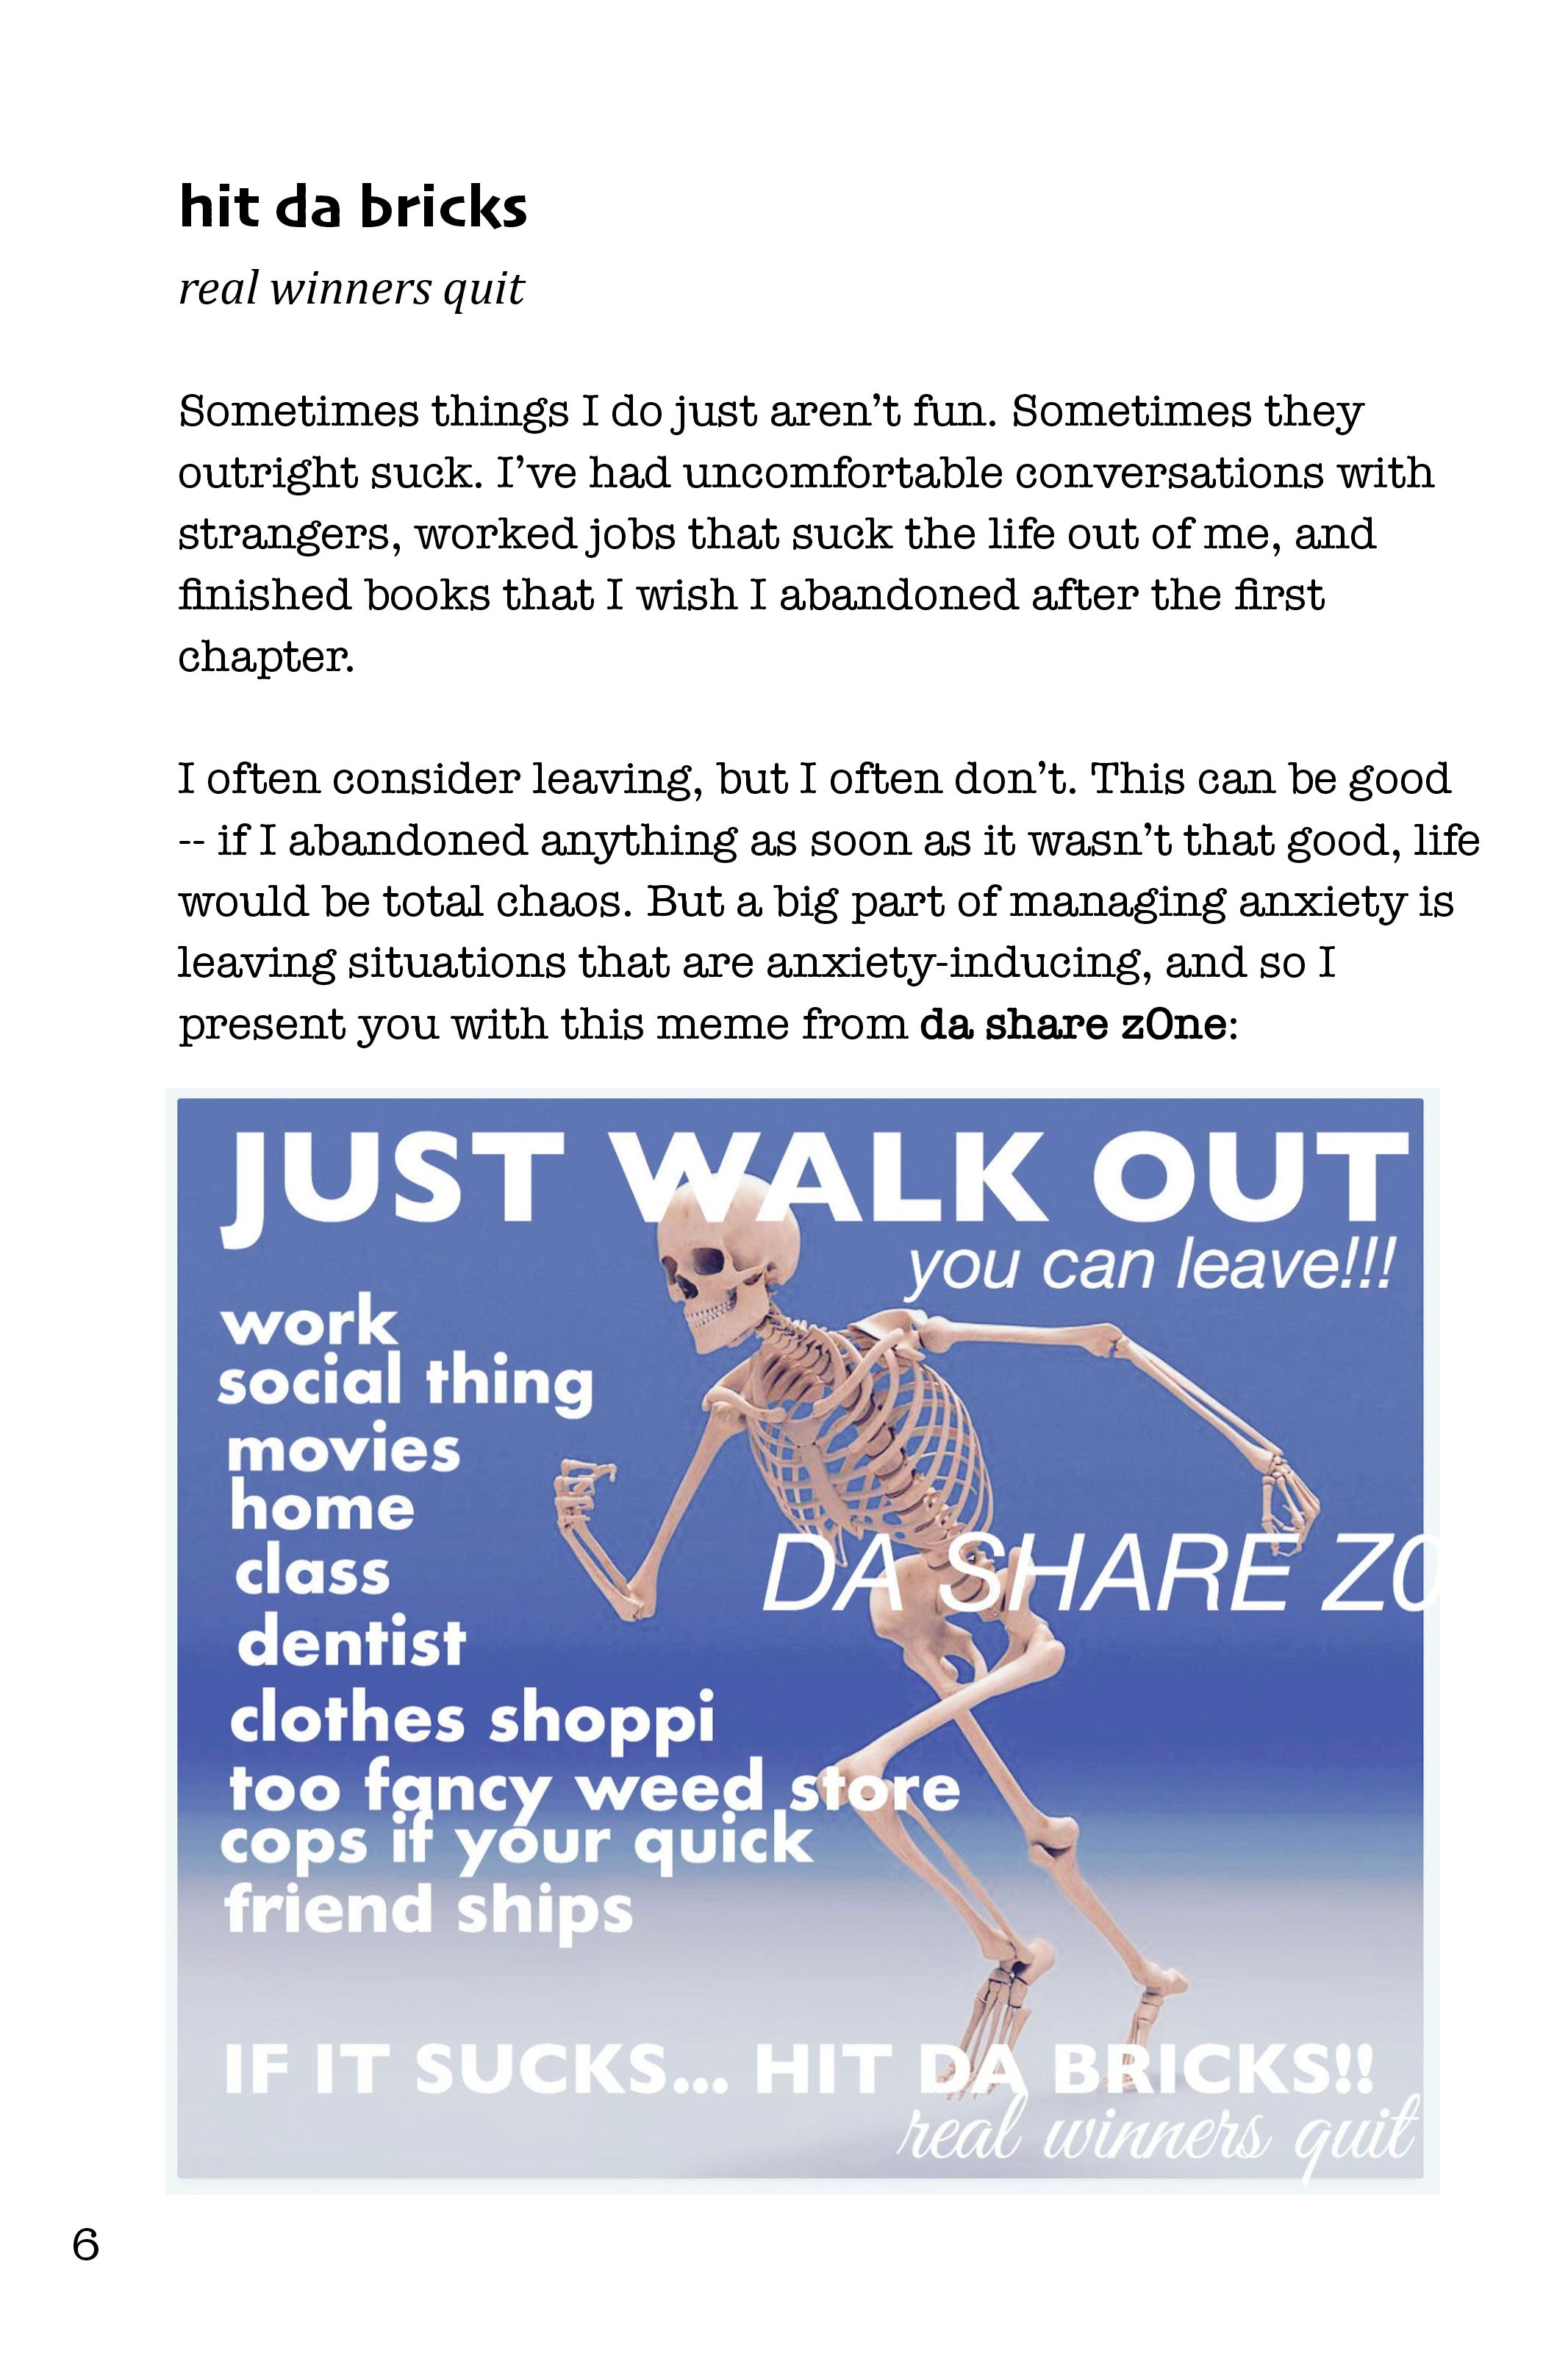 hit da bricks
real winners quit
Sometimes things I do just aren’t fun. Sometimes they
outright suck. I’ve had uncomfortable conversations with
strangers, worked jobs that suck the life out of me, and
finished books that I wish I abandoned after the first
chapter.
I often consider leaving, but I often don’t. This can be good
-- if I abandoned anything as soon as it wasn’t that good, life
would be total chaos. But a big part of managing anxiety is
leaving situations that are anxiety-inducing, and so I
present you with this meme from da share z0ne:
JUST WALK OUT
you can leave!!!
work
social thing
movies
home
class
dentist
clothes shoppi
too fancy weed store
cops if your quick
friend ships
DA SHARE Z0
IF IT SUCKS... HIT DA BRICKS!!
real winners quit
6